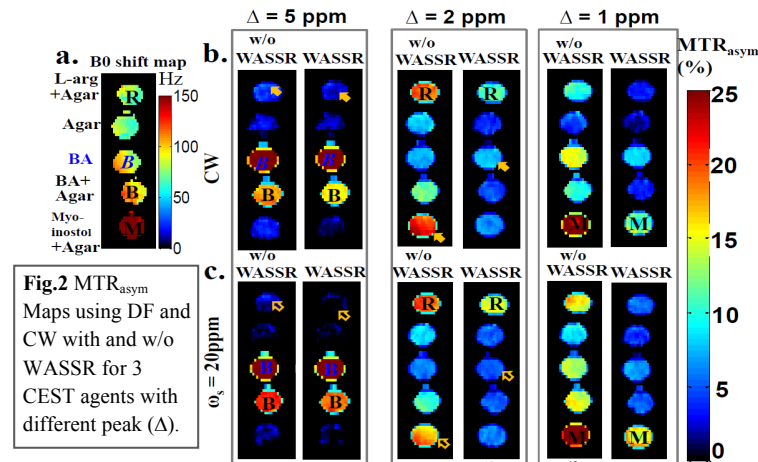 Δ = 5 ppm
Δ = 2 ppm
Δ = 1 ppm
a.
B0 shift map
Hz
L-arg
+Agar
Agar
BA
BA+
Agar
Myo-
inostol
+Agar
R
B
B
M
150
100
50
0
b.
w/o
WASSR WASSR
w/o
WASSR WASSR
w/o
WASSR WASSR
MTRasym
(%)
CW
R R
B B
B B
M M
c.
w/o
WASSR WASSR
w/o
WASSR WASSR
w/o
WASSR WASSR
ωs = 20ppm
R R
B B
B B
M M
25
20
15
10
5
0
Fig.2 MTRasym
Maps using DF and
CW with and w/o
WASSR for 3
CEST agents with
different peak (Δ).